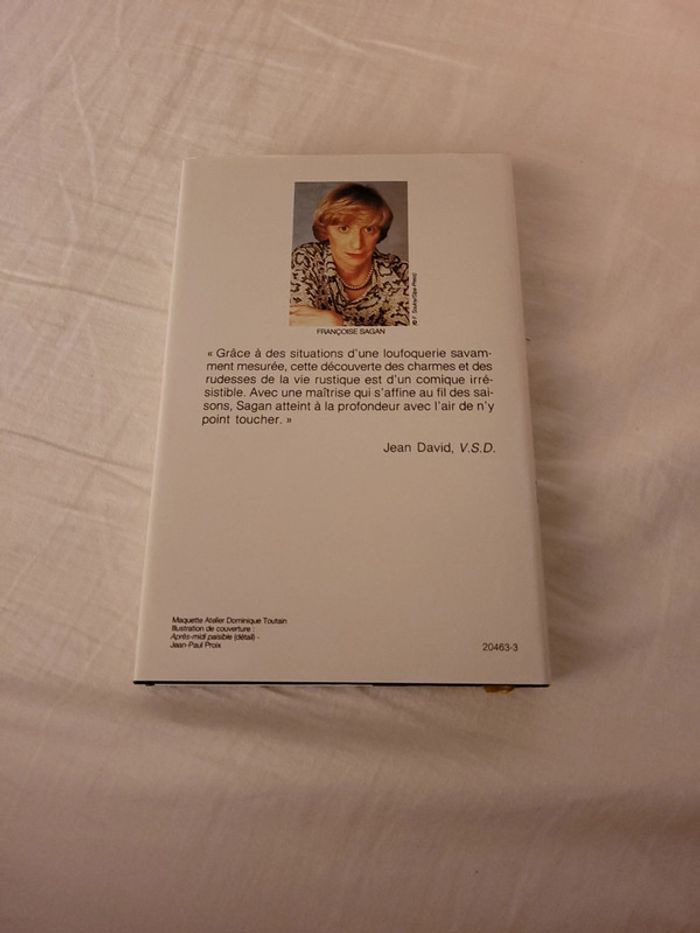 FRANÇOISE SAGAN
« Grâce à des situations d'une loufoquerie savam-
ment mesurée, cette découverte des charmes et des
rudesses de la vie rustique est d'un comique irré-
sistible. Avec une maîtrise qui s'affine au fil des sai-
sons, Sagan atteint à la profondeur avec l'air de n'y
point toucher. »
Jean David, V.S.D.
Maquette Atelier Dominique Toutain
Illustration de couverture :
Après-midi paisible (détail) -
Jean-Paul Proix
20463-3